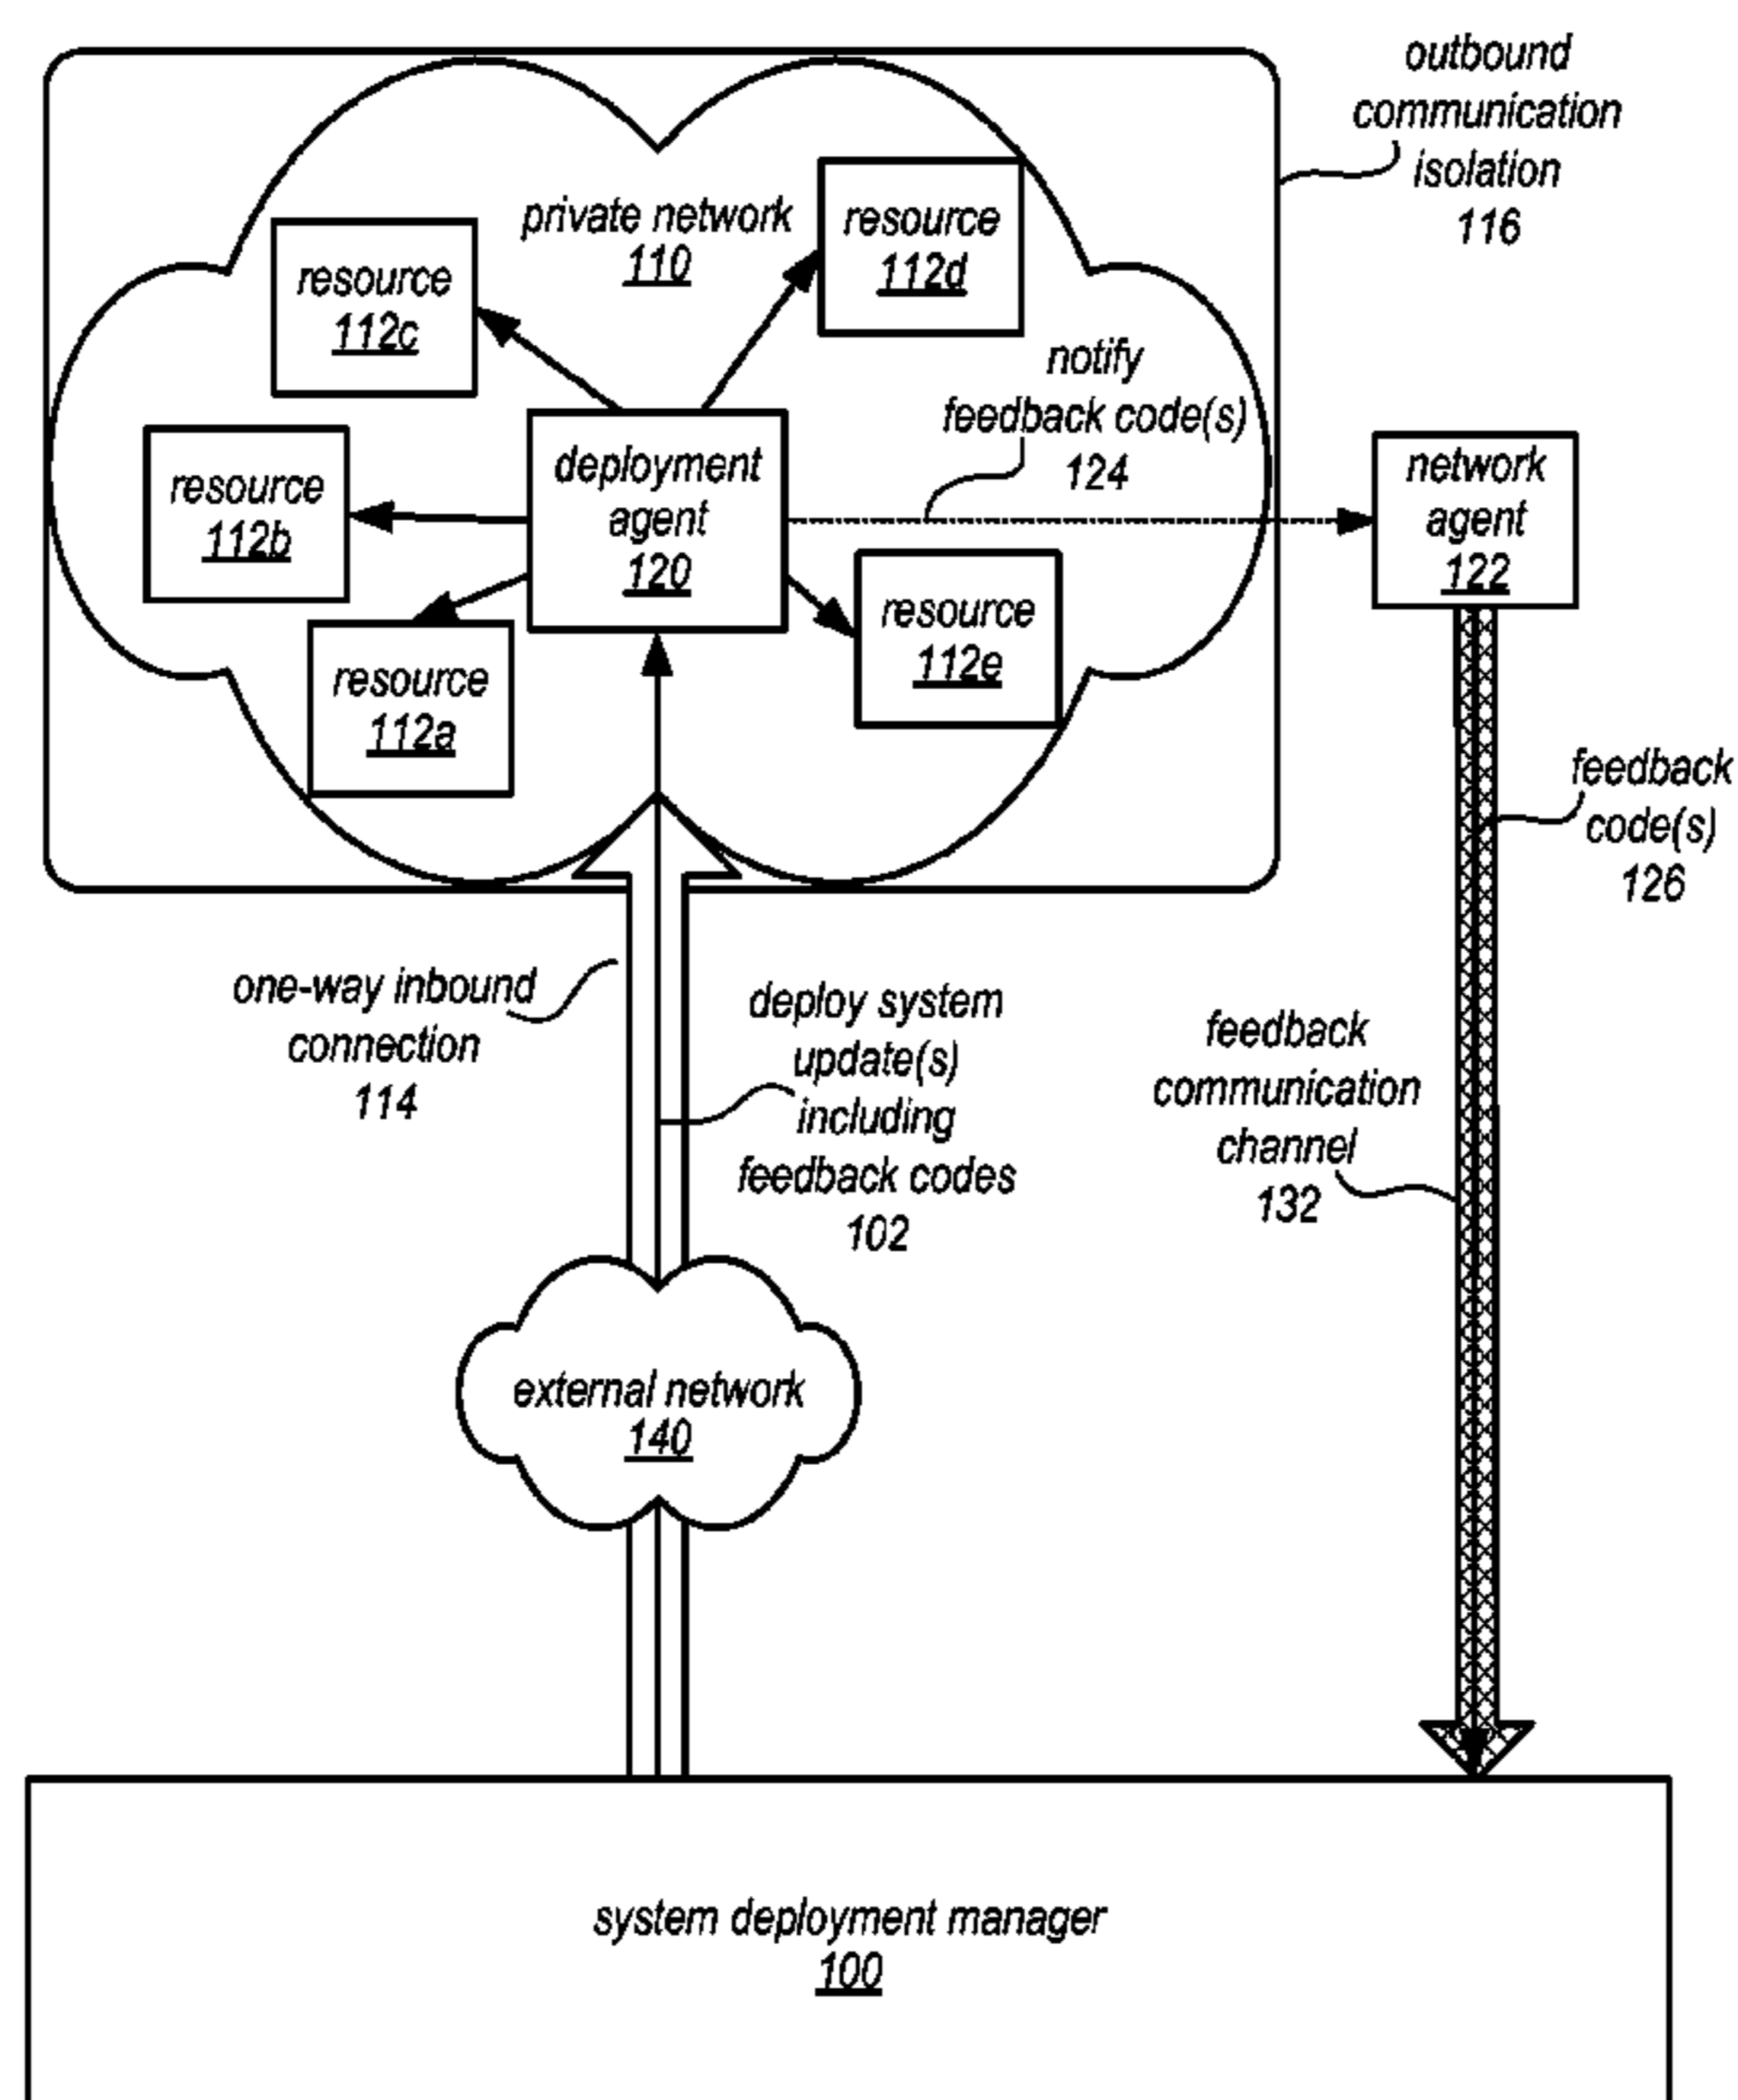 outbound
communication
isolation
116
private network
110
resource
112d
resource
112c
notify
feedback code(s)
124
deployment
agent
120
network
agent
122
resource
112b
resource
112e
resource
112a
feedback
code(s)
126
one-way inbound
connection
114
deploy system
update(s)
including
feedback codes
102
feedback
communication
channel
132
external network
140
system deployment manager
100